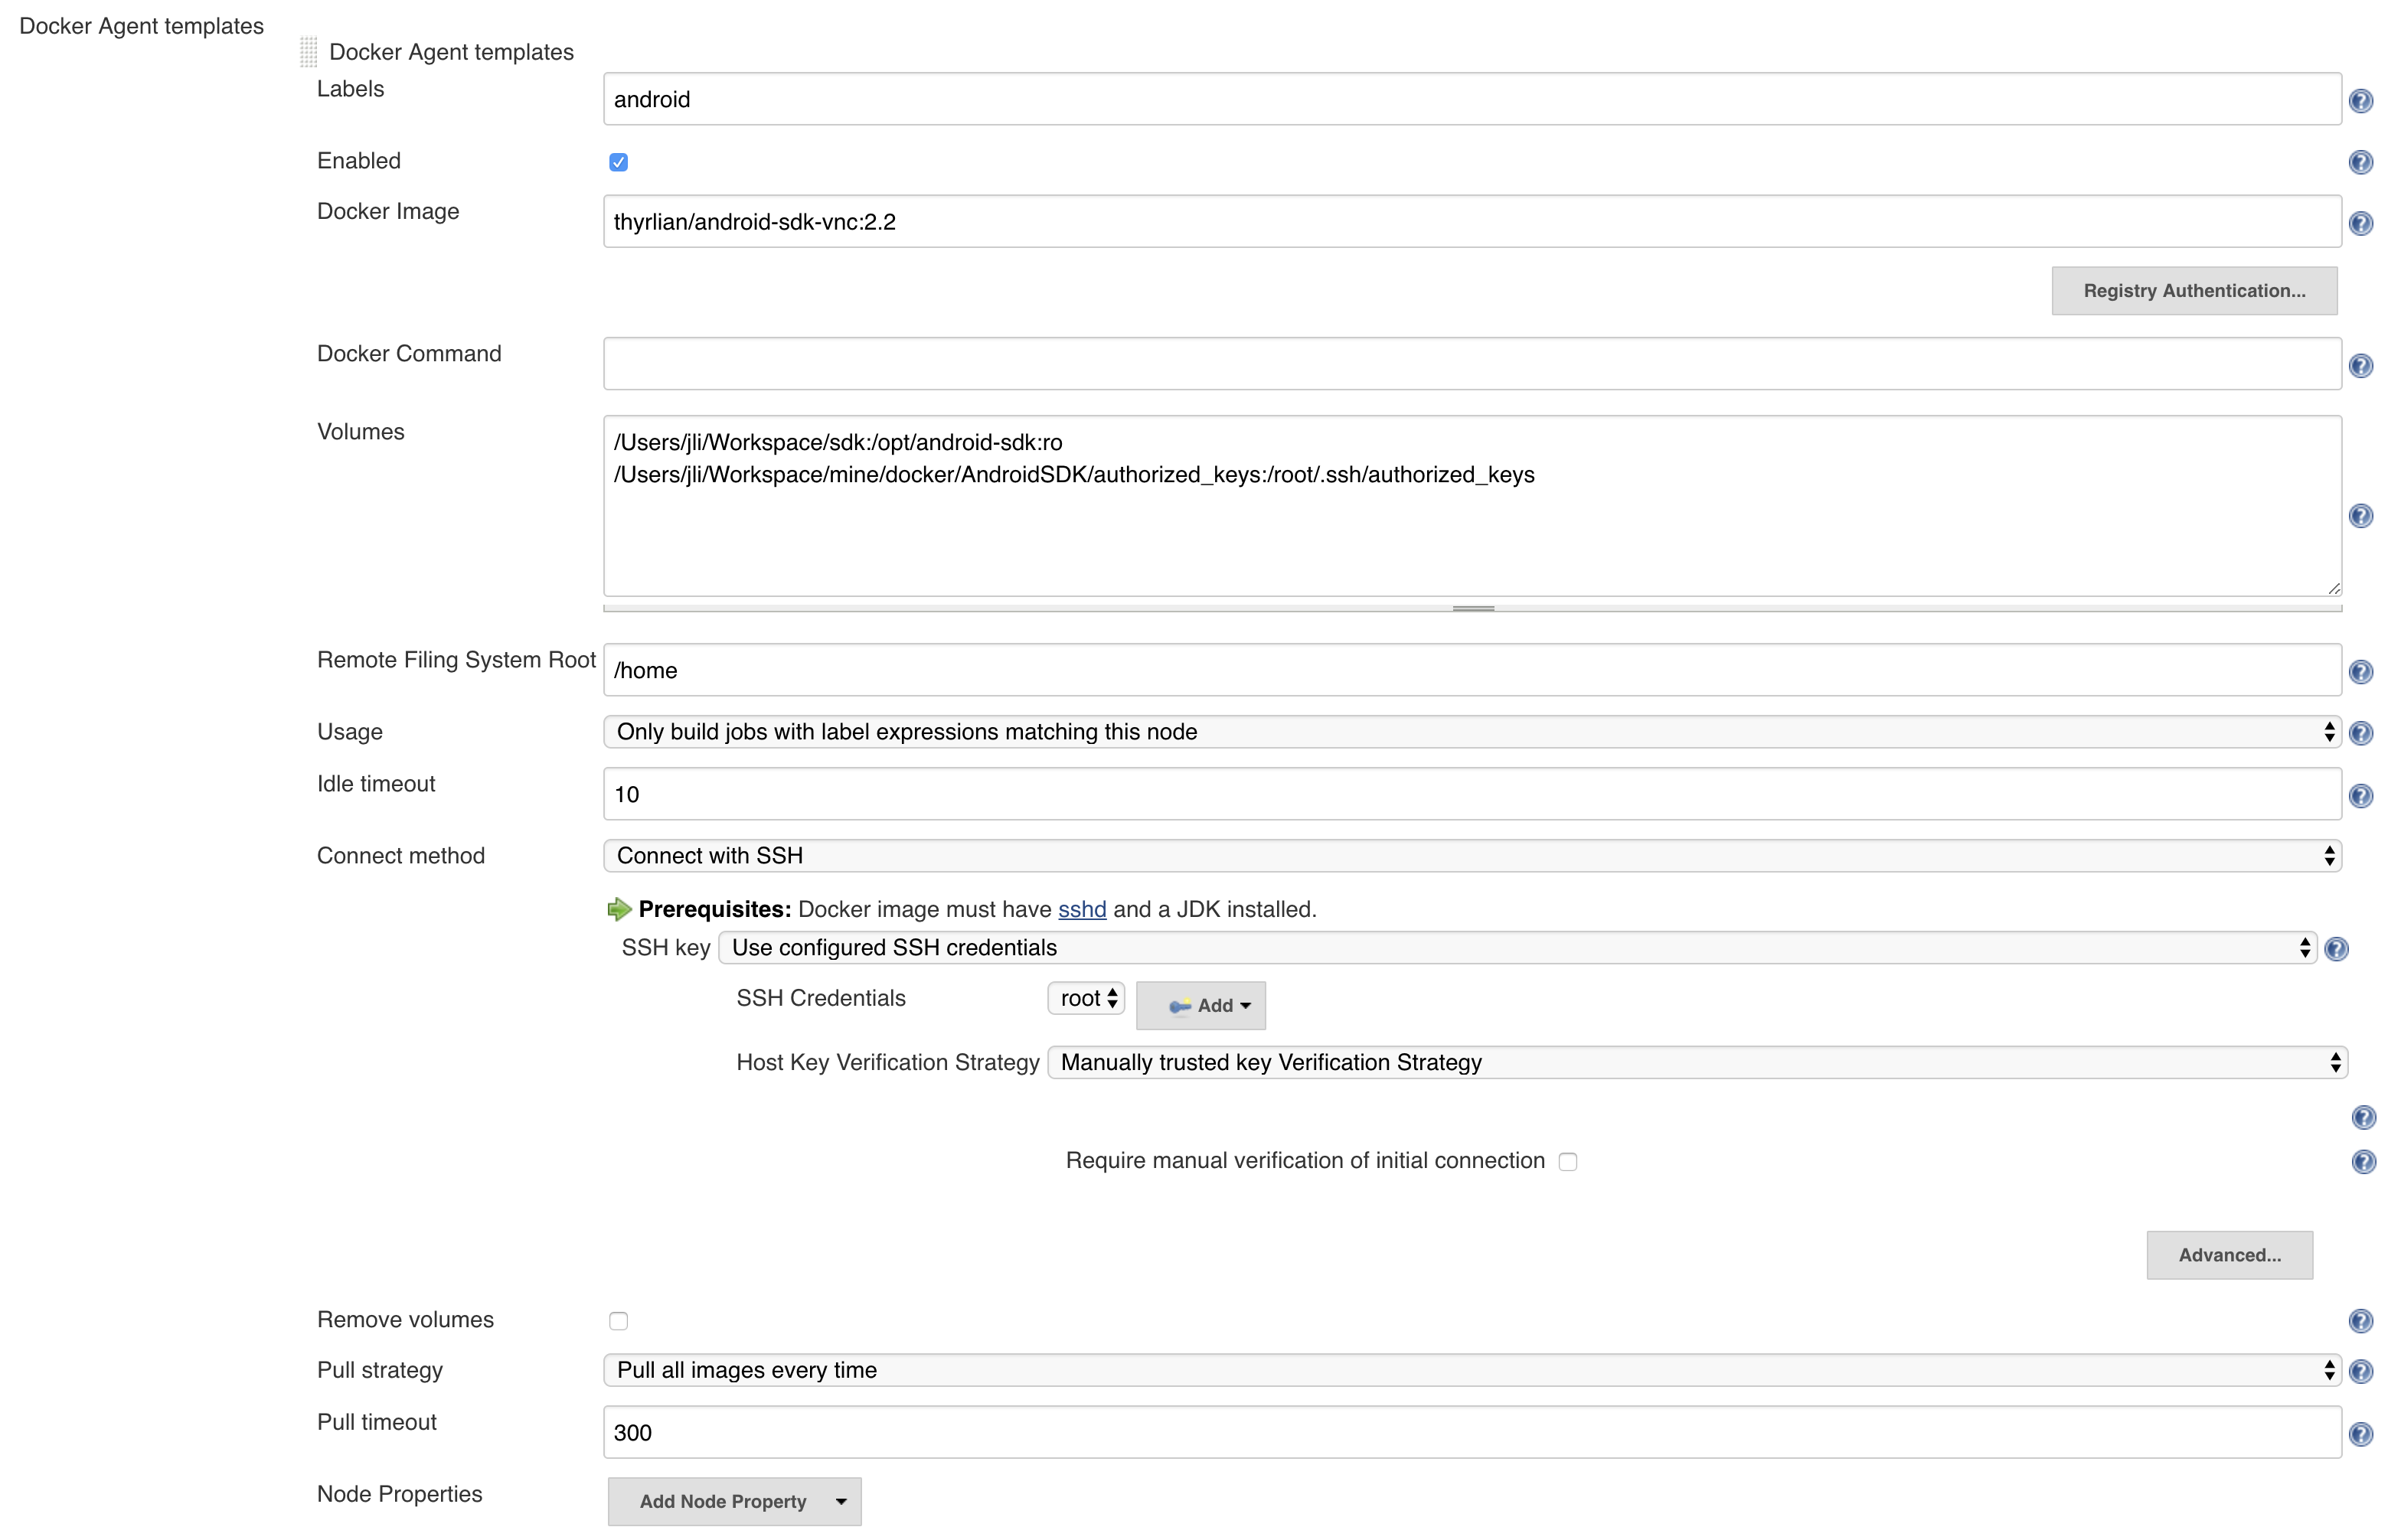 Docker Agent templates
Docker Agent templates
Labels
android
Enabled
Docker Image
thyrlian/android-sdk-vnc:2.2
Registry Authentication...
Docker Command
Volumes
/Users/jli/Workspace/sdk:/opt/android-sdk:ro
/Users/jli/Workspace/mine/docker/AndroidSDK/authorized_keys:/root/.ssh/authorized_keys
Remote Filing System Root
/home
Usage
Only build jobs with label expressions matching this node
Idle timeout
10
Connect method
Connect with SSH
Prerequisites: Docker image must have sshd and a JDK installed.
SSH key
Use configured SSH credentials
SSH Credentials
root
Add
Host Key Verification Strategy
Manually trusted key Verification Strategy
Require manual verification of initial connection
Advanced...
Remove volumes
Pull strategy
Pull all images every time
Pull timeout
300
Node Properties
Add Node Property